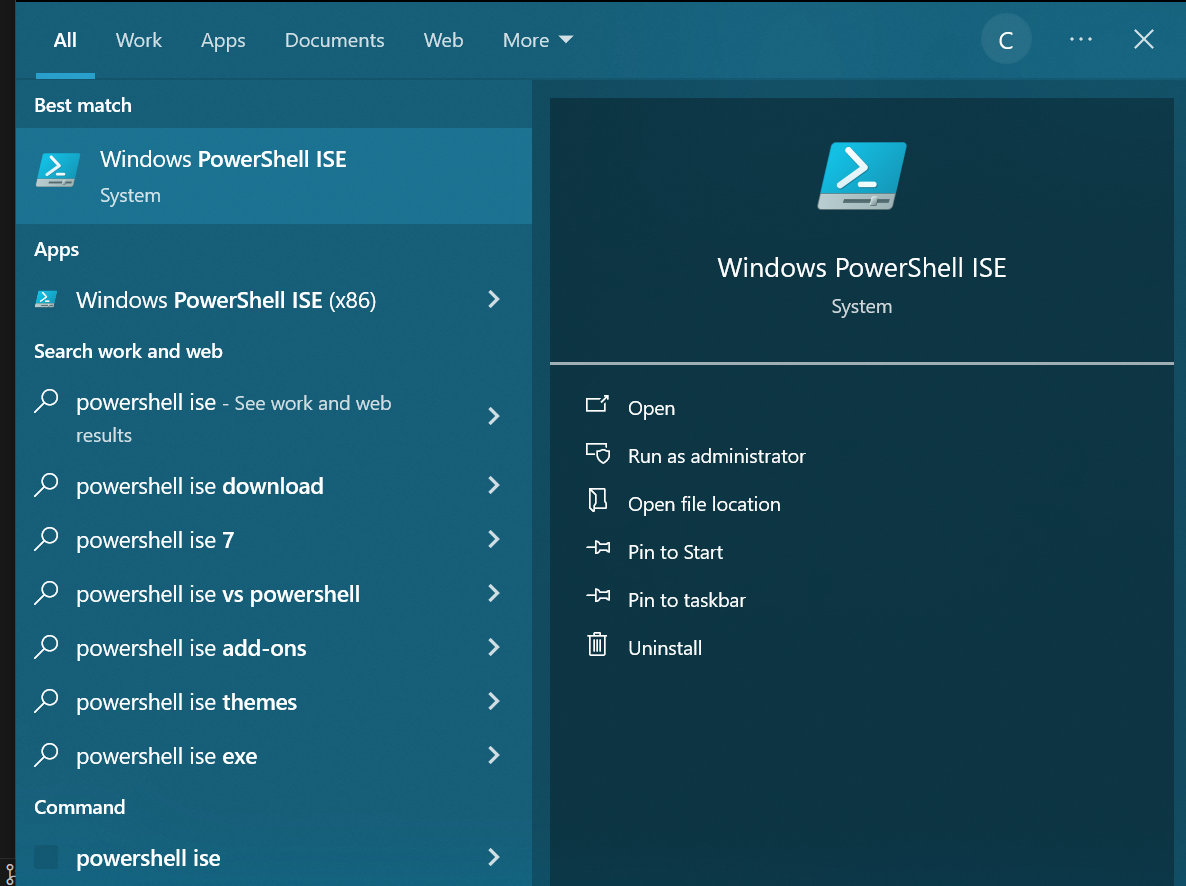 All Work Apps Documents Web More C ...
Best match
Windows PowerShell ISE
System
Apps
Windows PowerShell ISE (x86)
Search work and web
powershell ise - See work and web
results
powershell ise download
powershell ise 7
powershell ise vs powershell
powershell ise add-ons
powershell ise themes
powershell ise exe
Command
powershell ise
Windows PowerShell ISE
System
Open
Run as administrator
Open file location
Pin to Start
Pin to taskbar
Uninstall